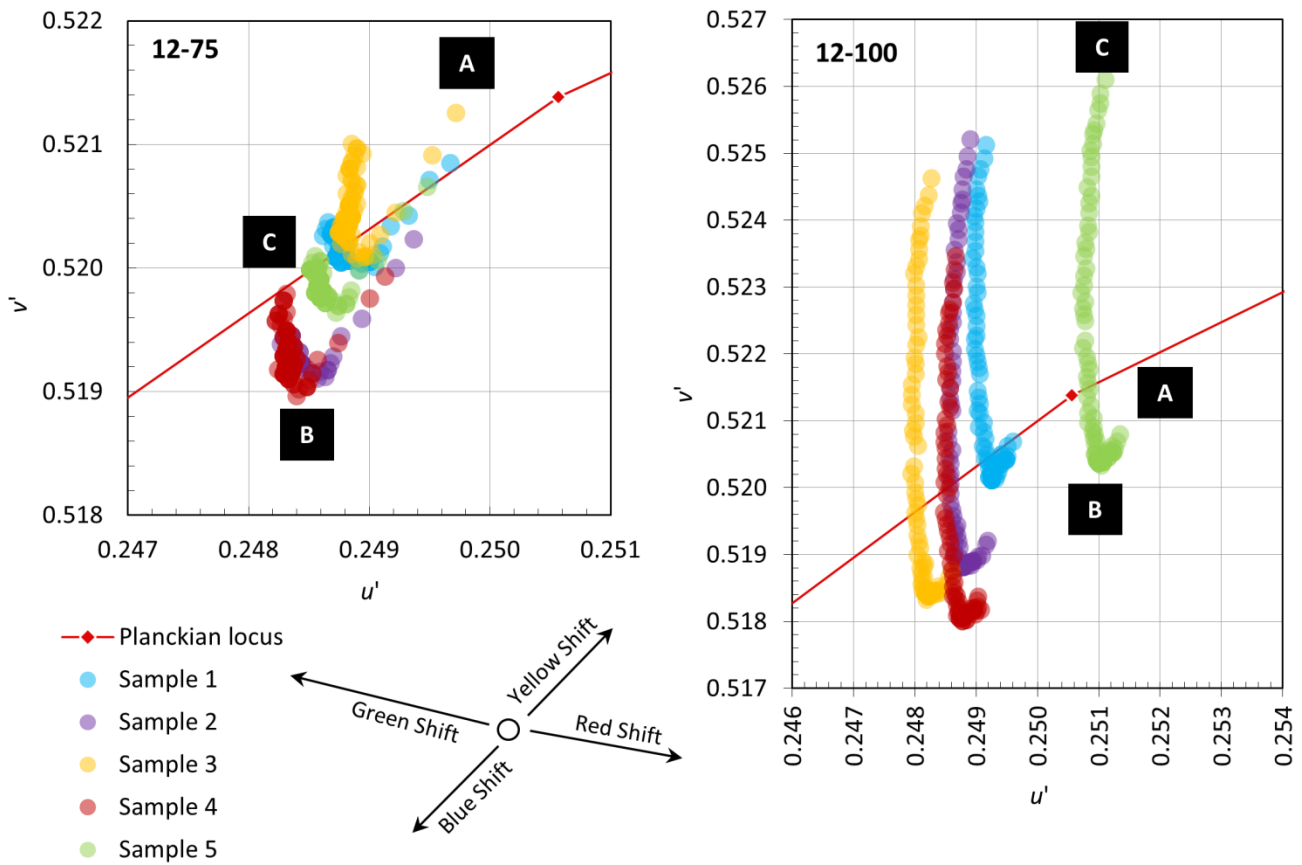 12-75
A
C
B
0.522
0.521
0.520
0.519
0.518
v'
0.247
0.248
0.249
0.250
0.251
u'
12-100
C
A
B
0.527
0.526
0.525
0.524
0.523
0.522
0.521
0.520
0.519
0.518
0.517
v'
0.246
0.247
0.248
0.249
0.250
0.251
0.252
0.253
0.254
u'
Planckian locus
Sample 1
Sample 2
Sample 3
Sample 4
Sample 5
Yellow Shift
Green Shift
Red Shift
Blue Shift